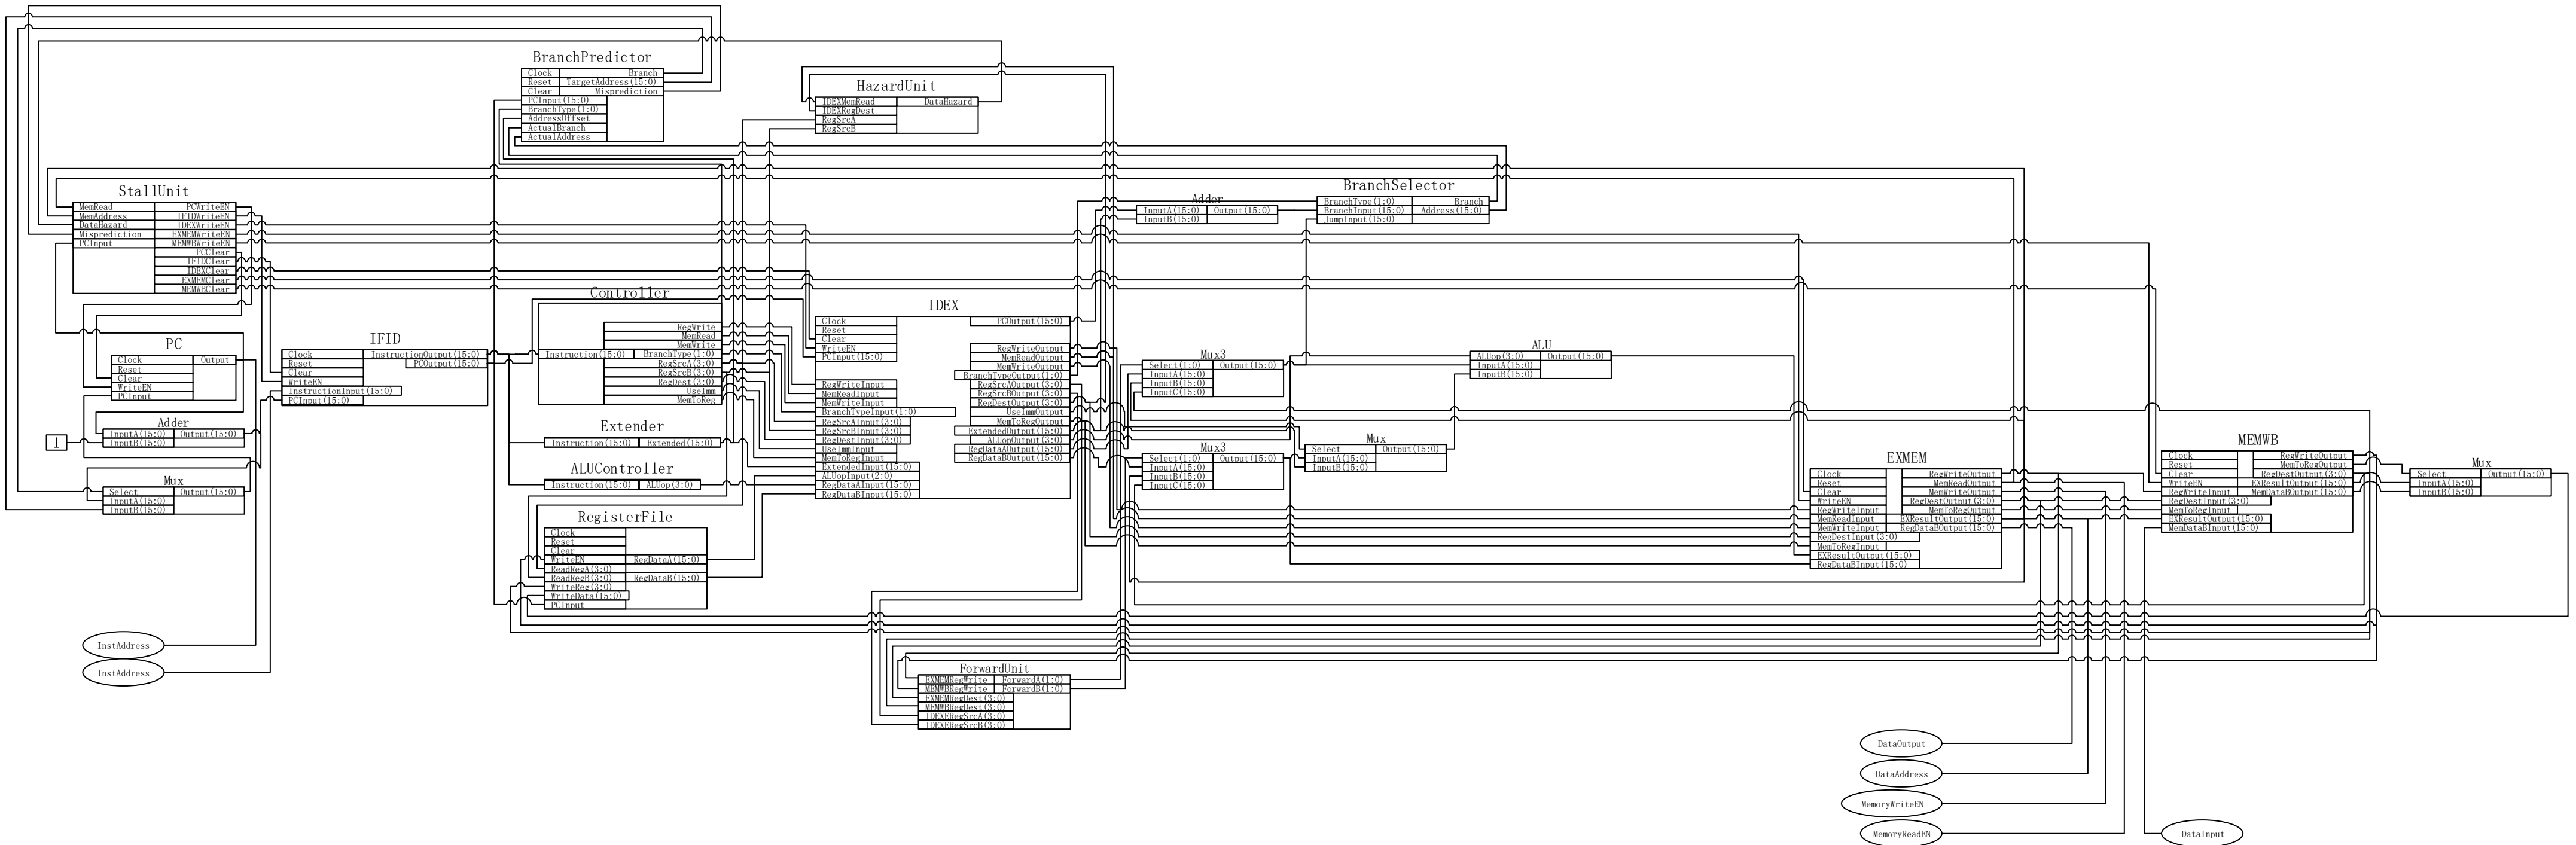 BranchPredictor
Clock Branch
Reset TargetAddress(15:0)
Clear Misprediction
PCInput(15:0)
BranchType(1:0)
AddressOffset
ActualBranch
ActualAddress
HazardUnit
IDEXMemRead DataHazard
IDEXRegDest
RegSrcA
RegSrcB
StallUnit
MemRead PCWriteEN
MemAddress IFIDWriteEN
DataHazard IDEXWriteEN
Misprediction EXMEMWriteEN
PCInput MEMWBWriteEN
PCClear
IFIDClear
IDEXClear
EXMEMClear
MEMWBClear
Adder
InputA(15:0) Output(15:0)
InputB(15:0)
BranchSelector
BranchType(1:0) Branch
BranchInput(15:0) Address(15:0)
JumpInput(15:0)
PC
Clock Output
Reset
Clear
WriteEN
PCInput
Adder
InputA(15:0) Output(15:0)
InputB(15:0)
1
Mux
Select Output(15:0)
InputA(15:0)
InputB(15:0)
IFID
Clock InstructionOutput(15:0)
Reset PCOutput(15:0)
Clear
WriteEN
InstructionInput(15:0)
PCInput(15:0)
Controller
RegWrite
MemRead
MemWrite
Instruction(15:0) BranchType(1:0)
RegSrcA(3:0)
RegSrcB(3:0)
RegDest(3:0)
UseImm
MemToReg
Extender
Instruction(15:0) Extended(15:0)
ALUController
Instruction(15:0) ALUop(3:0)
RegisterFile
Clock
Reset
Clear
WriteEN RegDataA(15:0)
ReadRegA(3:0)
ReadRegB(3:0) RegDataB(15:0)
WriteReg(3:0)
WriteData(15:0)
PCInput
IDEX
Clock PCOutput(15:0)
Reset
Clear
WriteEN RegWriteOutput
PCInput(15:0) MemReadOutput
MemWriteOutput
BranchTypeOutput(1:0)
RegWriteInput RegSrcAOutput(3:0)
MemReadInput RegSrcBOutput(3:0)
MemWriteInput RegDestOutput(3:0)
BranchTypeInput(1:0) UseImmOutput
RegSrcAInput(3:0) MemToRegOutput
RegSrcBInput(3:0) ExtendedOutput(15:0)
RegDestInput(3:0) ALUopOutput(3:0)
UseImmInput RegDataAOutput(15:0)
MemToRegInput RegDataBOutput(15:0)
ExtendedInput(15:0)
ALUopInput(2:0)
RegDataAInput(15:0)
RegDataBInput(15:0)
Mux3
Select(1:0) Output(15:0)
InputA(15:0)
InputB(15:0)
InputC(15:0)
Mux3
Select(1:0) Output(15:0)
InputA(15:0)
InputB(15:0)
InputC(15:0)
Mux
Select Output(15:0)
InputA(15:0)
InputB(15:0)
ALU
ALUop(3:0) Output(15:0)
InputA(15:0)
InputB(15:0)
EXMEM
Clock RegWriteOutput
Reset MemReadOutput
Clear MemWriteOutput
WriteEN RegDestOutput(3:0)
RegWriteInput MemToRegOutput
MemReadInput EXResultOutput(15:0)
MemWriteInput RegDataBOutput(15:0)
RegDestInput(3:0)
MemToRegInput
EXResultOutput(15:0)
RegDataBInput(15:0)
MEMWB
Clock RegWriteOutput
Reset MemToRegOutput
Clear RegDestOutput(3:0)
WriteEN EXResultOutput(15:0)
RegWriteInput MemDataBOutput(15:0)
RegDestInput(3:0)
MemToRegInput
EXResultOutput(15:0)
MemDataBInput(15:0)
Mux
Select Output(15:0)
InputA(15:0)
InputB(15:0)
InstAddress
InstAddress
ForwardUnit
EXMEMRegWrite ForwardA(1:0)
MEMWBRegWrite ForwardB(1:0)
EXMEMRegDest(3:0)
MEMWBRegDest(3:0)
IDEXERegSrcA(3:0)
IDEXERegSrcB(3:0)
DataOutput
DataAddress
MemoryWriteEN
MemoryReadEN
DataInput